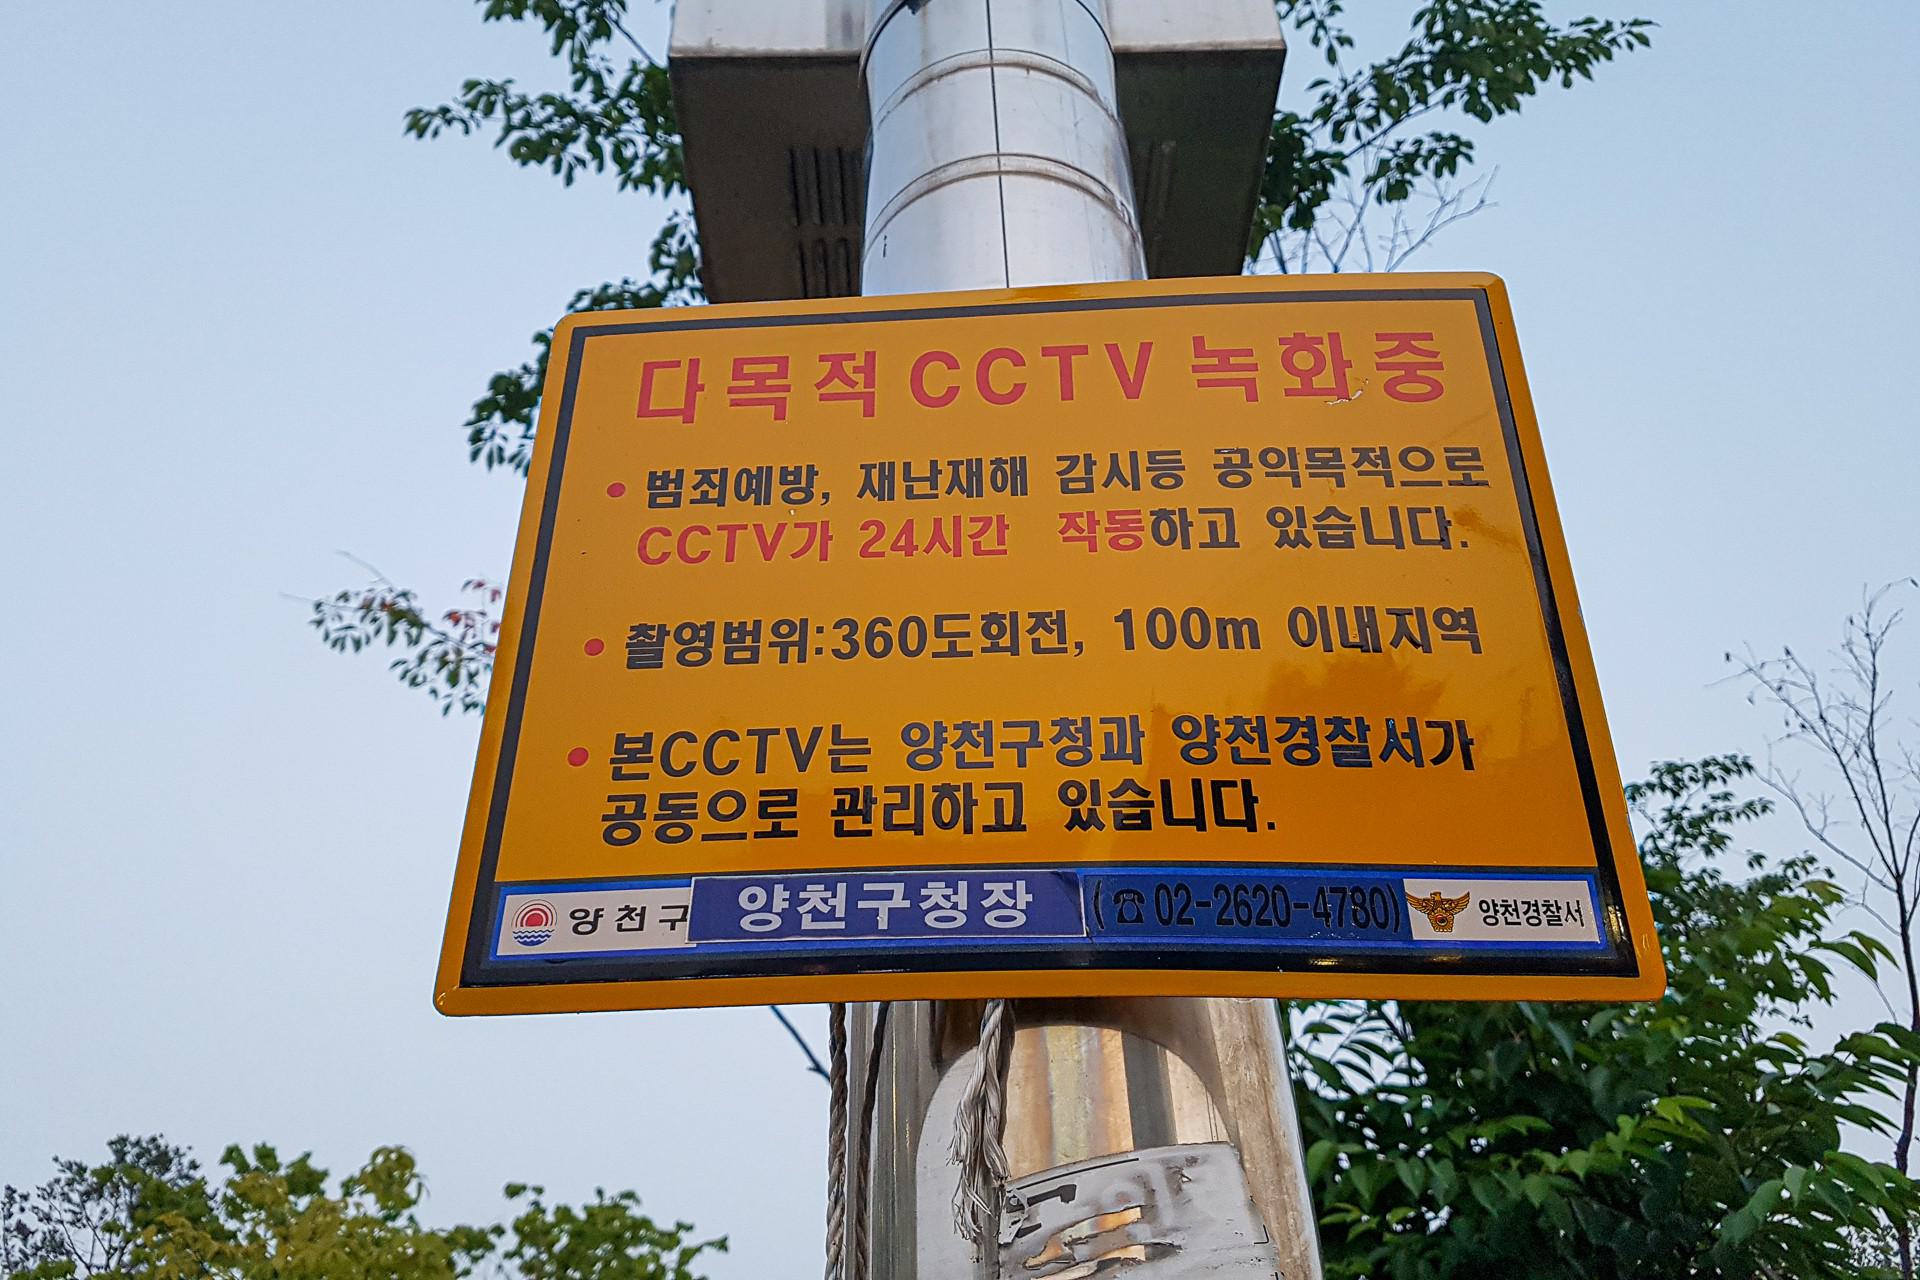 다목적 CCTV 녹화중
범죄예방, 재난재해 감시등 공익목적으로
CCTV가 24시간 작동하고 있습니다.
촬영범위:360도회전, 100m 이내지역
본CCTV는 양천구청과 양천경찰서가
공동으로 관리하고 있습니다.
양천구 양천구청장 (☎02-2620-4780) 양천경찰서